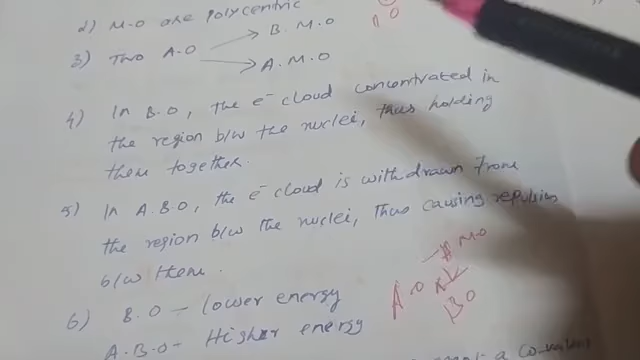 2) M.O are polycentric
3) Two A.O → B.M.O
→ A.M.O
4) In B.O, the e⁻ cloud concentrated in
the region b/w the nuclei, thus holding
them together.
5) In A.B.O, the e⁻ cloud is withdrawn from
the region b/w the nuclei, thus causing repulsion
b/w them.
M.O
A.O
BO
6) B.O – lower energy
A.B.O – Higher energy
a covalent